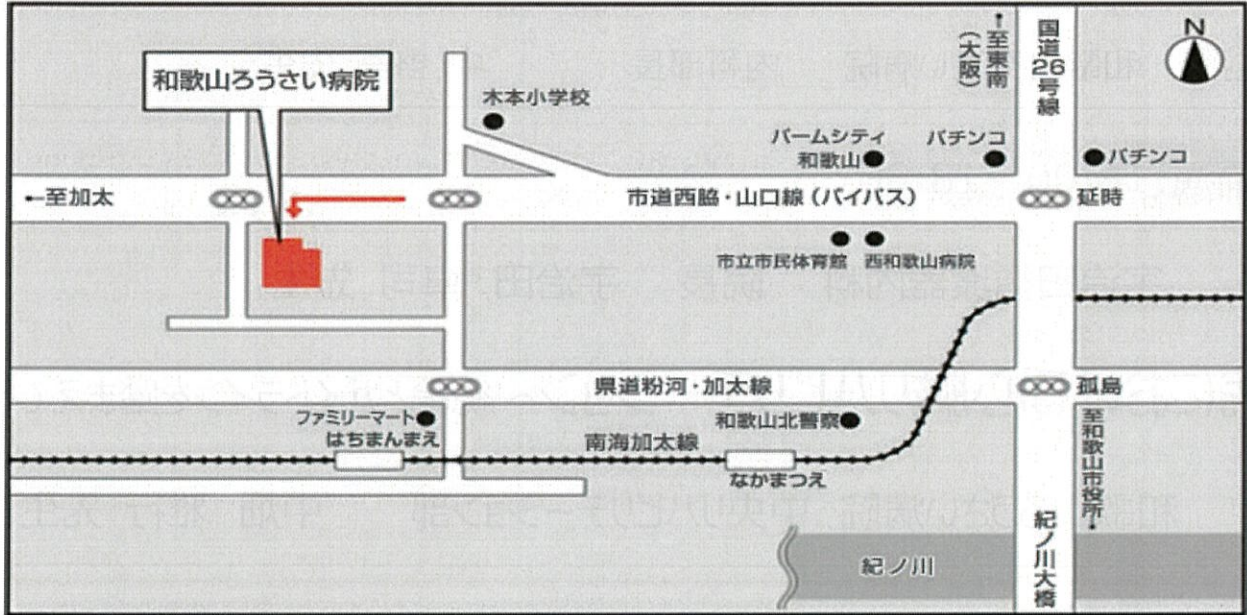 和歌山ろうさい病院
木本小学校
↑至東南
(大阪)
国道26号線
N
パームシティ
和歌山
パチンコ
パチンコ
←至加太
市道西脇・山口線(バイパス)
延時
市立市民体育館
西和歌山病院
県道粉河・加太線
孤島
ファミリーマート
はちまんまえ
和歌山北警察
南海加太線
なかまつえ
至和歌山市役所↓
紀ノ川
紀ノ川大橋